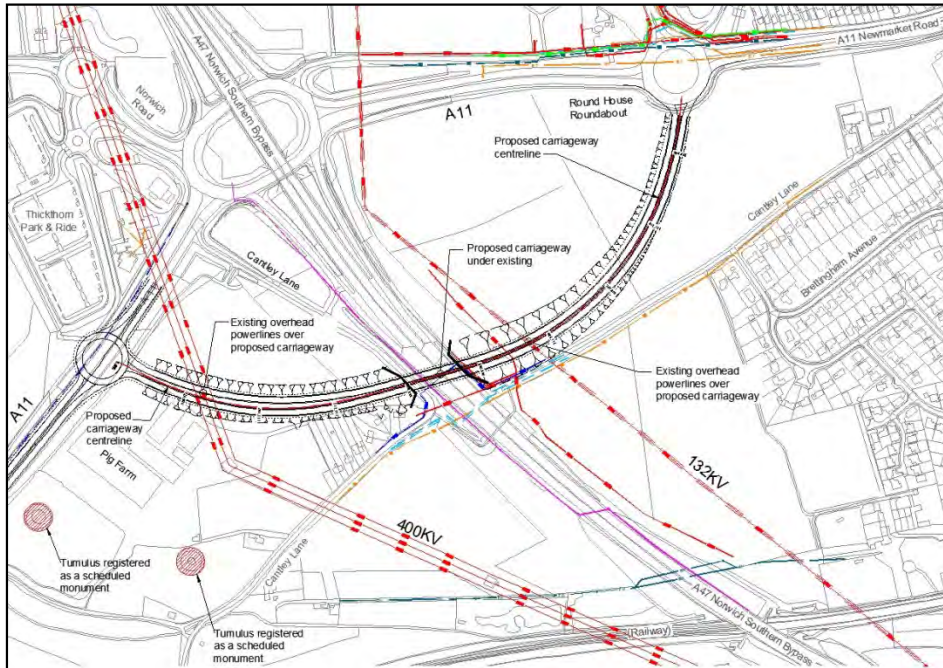 A47 Norwich Southern Bypass
A11 Newmarket Road
Norwich
Road
A11
Round House
Roundabout
Proposed carriageway
centreline
Cantley Lane
Thickthorn
Park & Ride
Cantley Lane
Proposed carriageway
under existing
Brettingham Avenue
Existing overhead
powerlines over
proposed carriageway
Existing overhead
powerlines over
proposed carriageway
A11
Proposed
carriageway
centreline
Pig Farm
132KV
400KV
Tumulus registered
as a scheduled
monument
Cantley Lane
Tumulus registered
as a scheduled
monument
A47 Norwich Southern Bypass
(Railway)